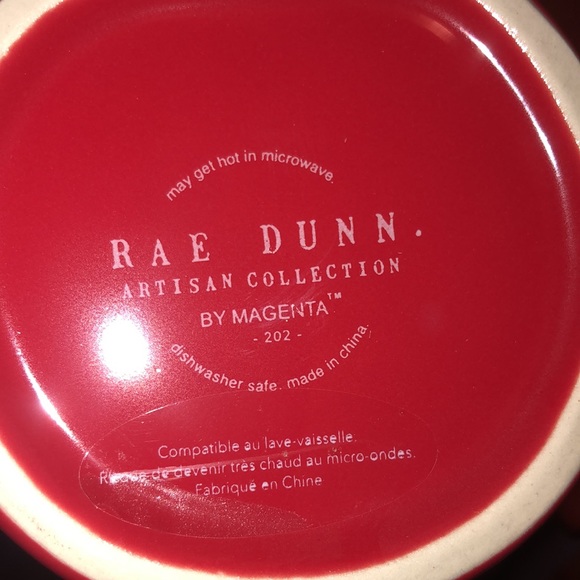 may get hot in microwave.
RAE DUNN.
ARTISAN COLLECTION
BY MAGENTA™
- 202 -
dishwasher safe. made in china.
Compatible au lave-vaisselle.
de devenir très chaud au micro-ondes.
Fabriqué en Chine